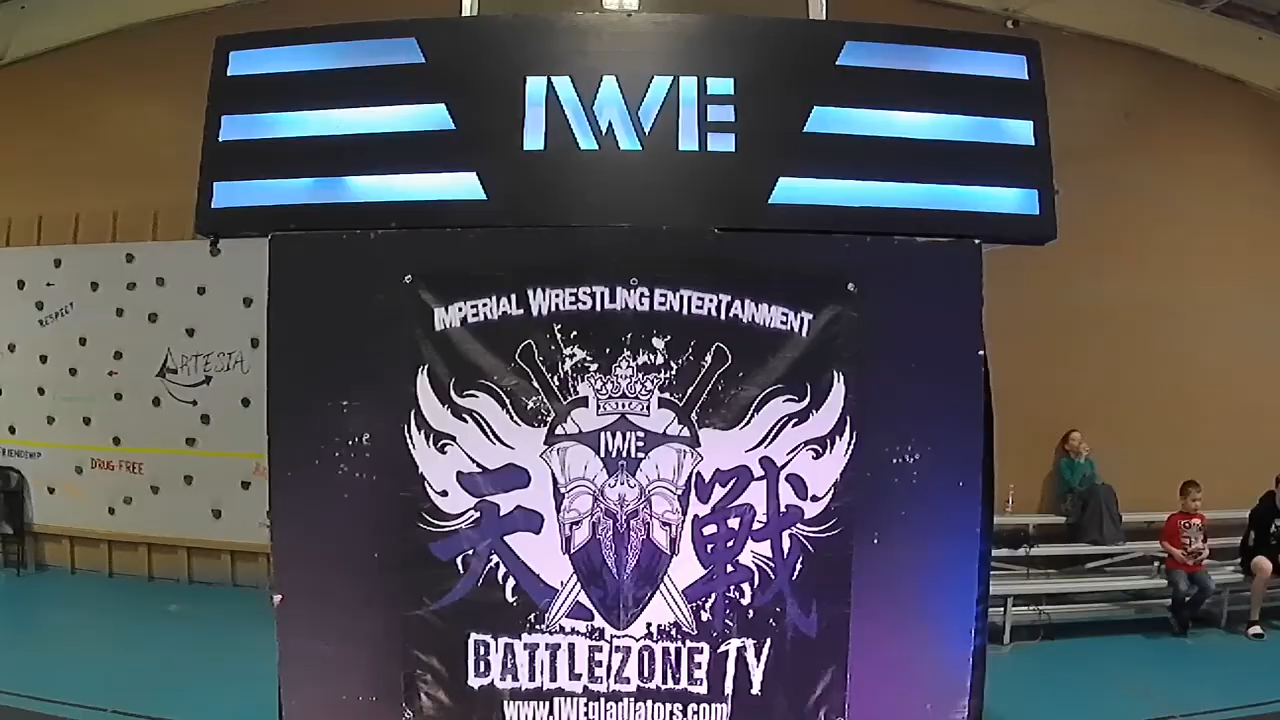 IWE
IMPERIAL WRESTLING ENTERTAINMENT
RESPECT
ARTESIA
IWE
天 戦
DRUG FREE
BATTLEZONE TV
www.IWEgladiators.com